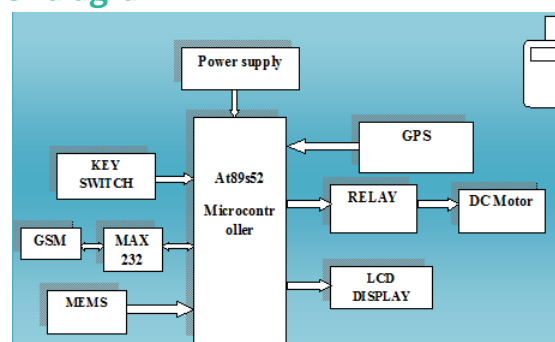 Power supply
GPS
KEY
SWITCH
At89s52
Microcontr
oller
RELAY
DC Motor
GSM
MAX
232
LCD
DISPLAY
MEMS